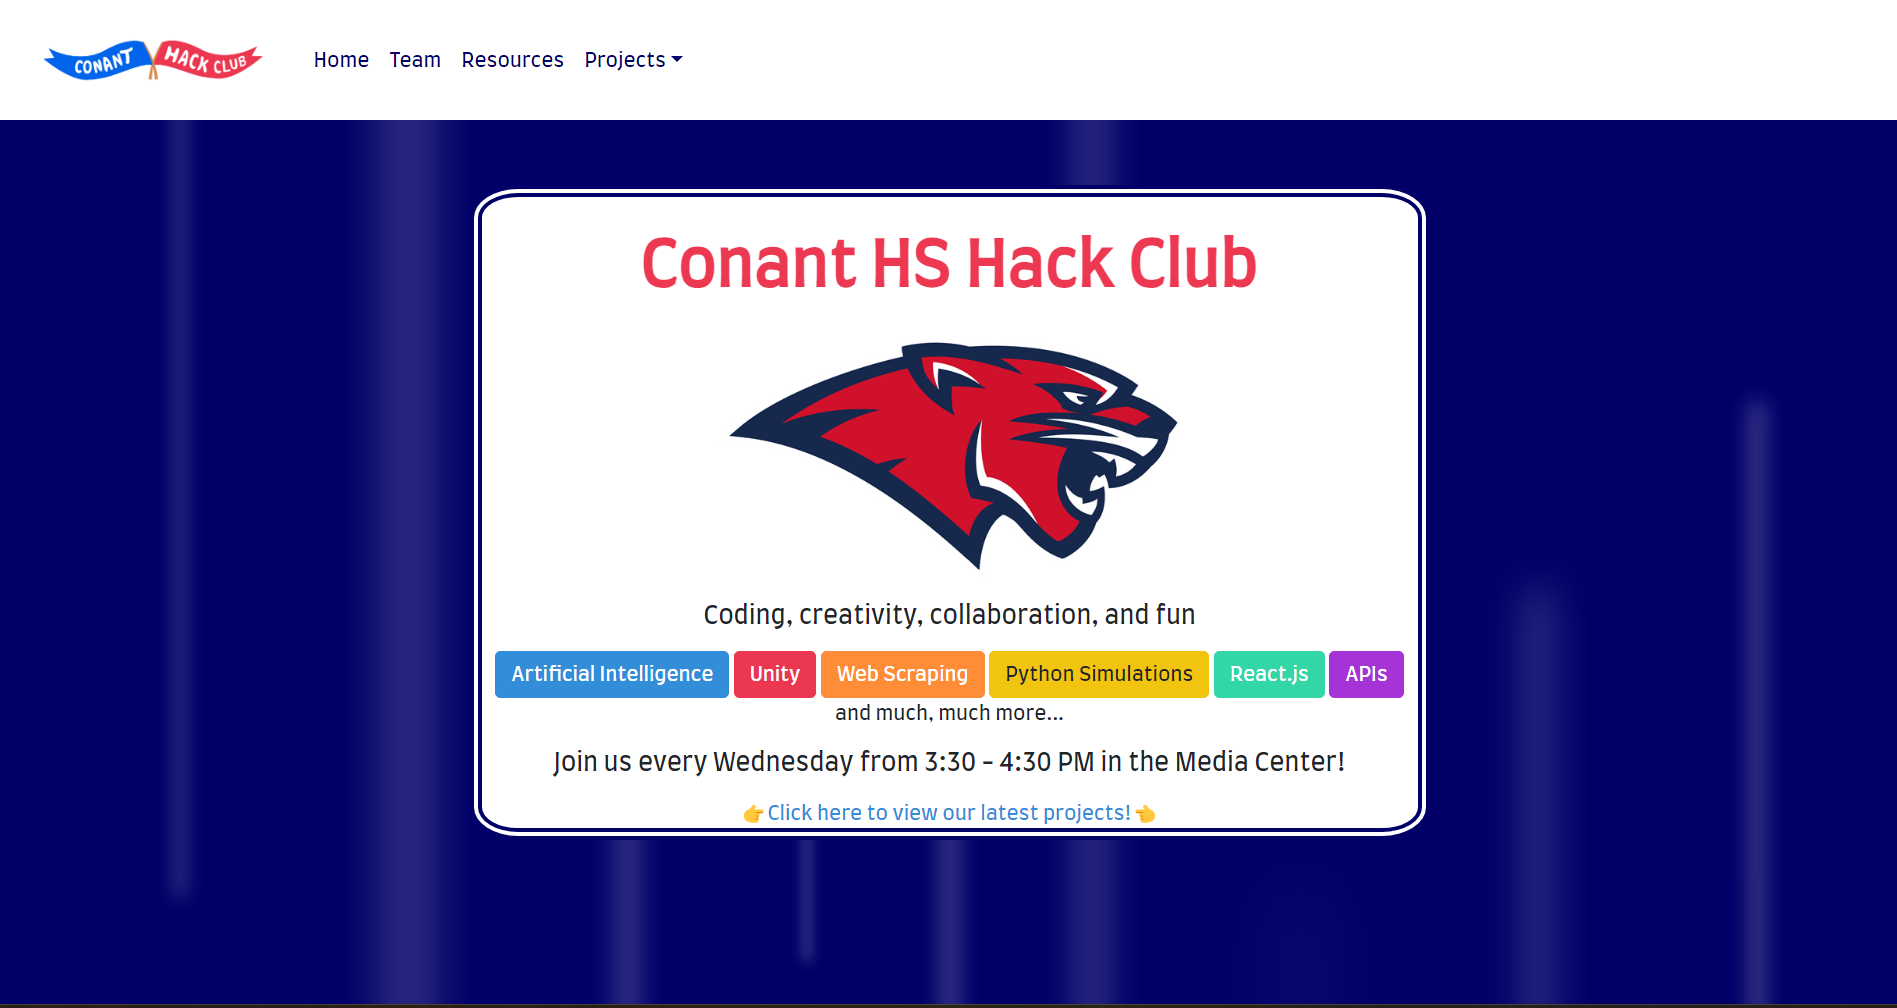 CONANT HACK CLUB
Home Team Resources Projects
Conant HS Hack Club
Coding, creativity, collaboration, and fun
Artificial Intelligence Unity Web Scraping Python Simulations React.js APIs
and much, much more...
Join us every Wednesday from 3:30 - 4:30 PM in the Media Center!
👉Click here to view our latest projects!👈